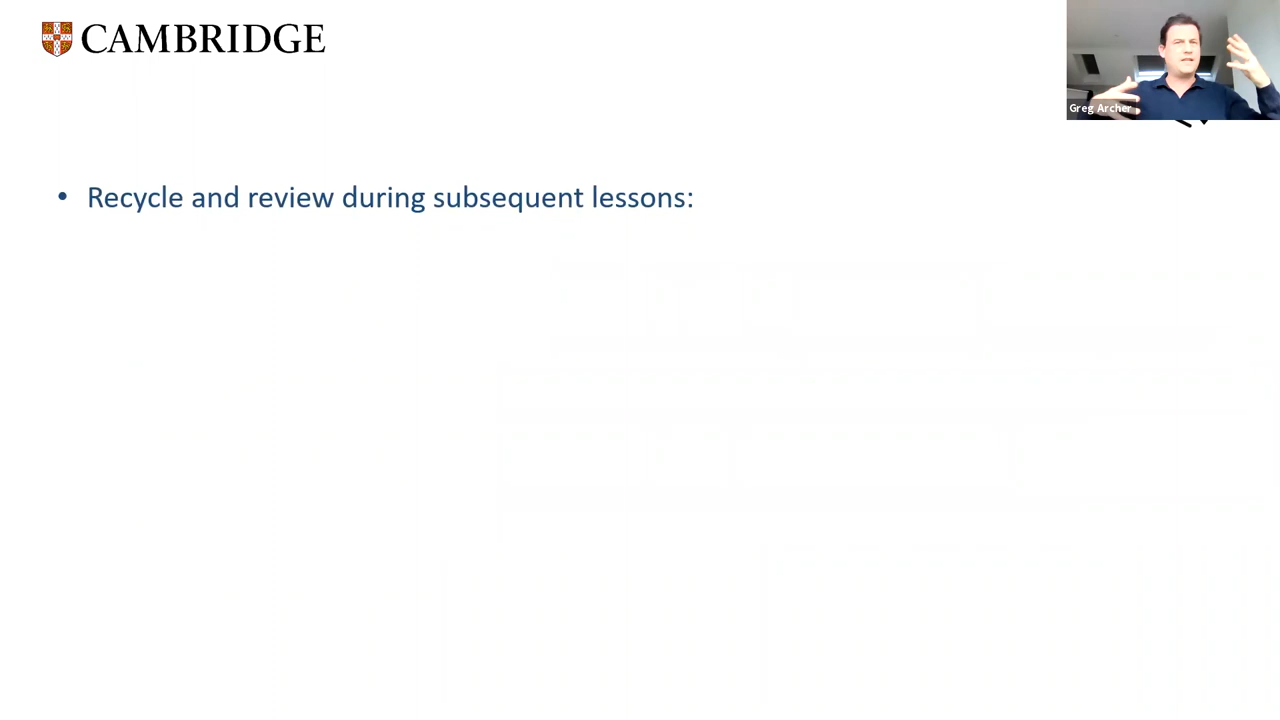 CAMBRIDGE
Greg Archer
• Recycle and review during subsequent lessons: